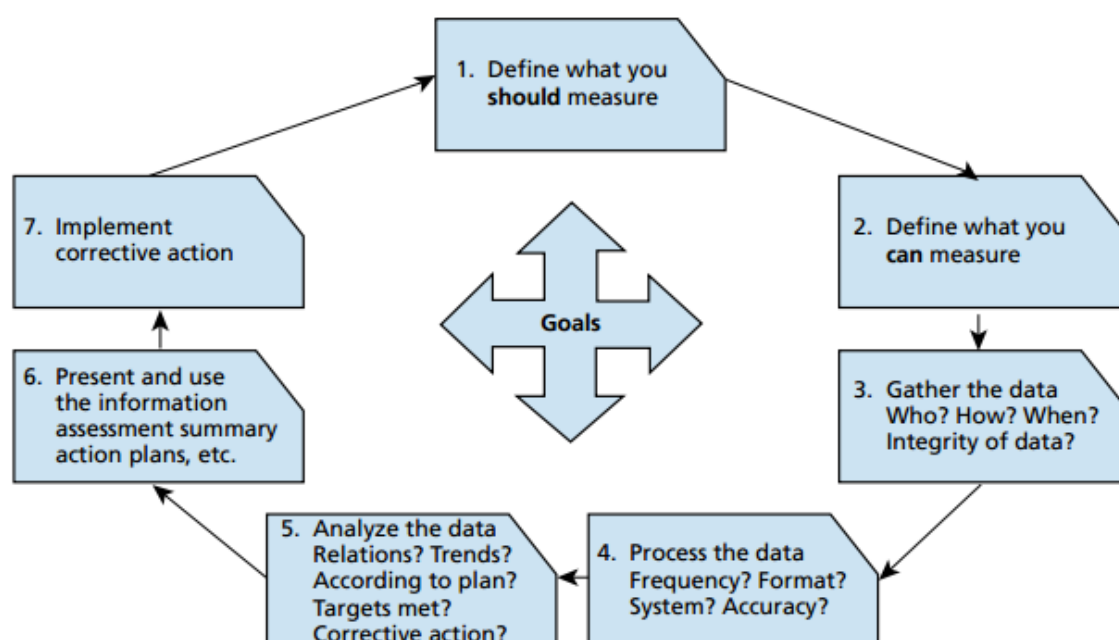 1. Define what you
should measure
2. Define what you
can measure
3. Gather the data
Who? How? When?
Integrity of data?
4. Process the data
Frequency? Format?
System? Accuracy?
5. Analyze the data
Relations? Trends?
According to plan?
Targets met?
Corrective action?
6. Present and use
the information
assessment summary
action plans, etc.
7. Implement
corrective action
Goals